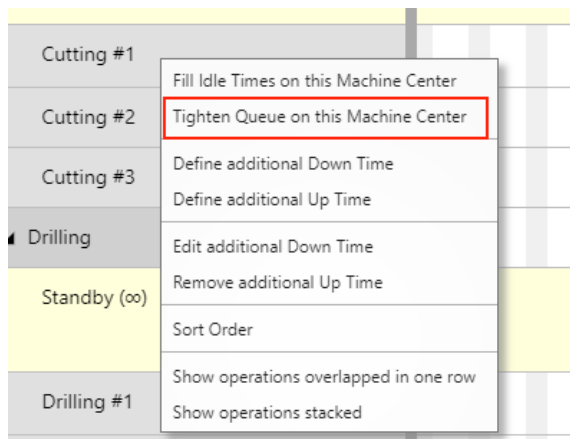 Cutting #1
Fill Idle Times on this Machine Center
Cutting #2
Tighten Queue on this Machine Center
Define additional Down Time
Cutting #3
Define additional Up Time
Drilling
Edit additional Down Time
Remove additional Up Time
Standby (∞)
Sort Order
Show operations overlapped in one row
Drilling #1
Show operations stacked